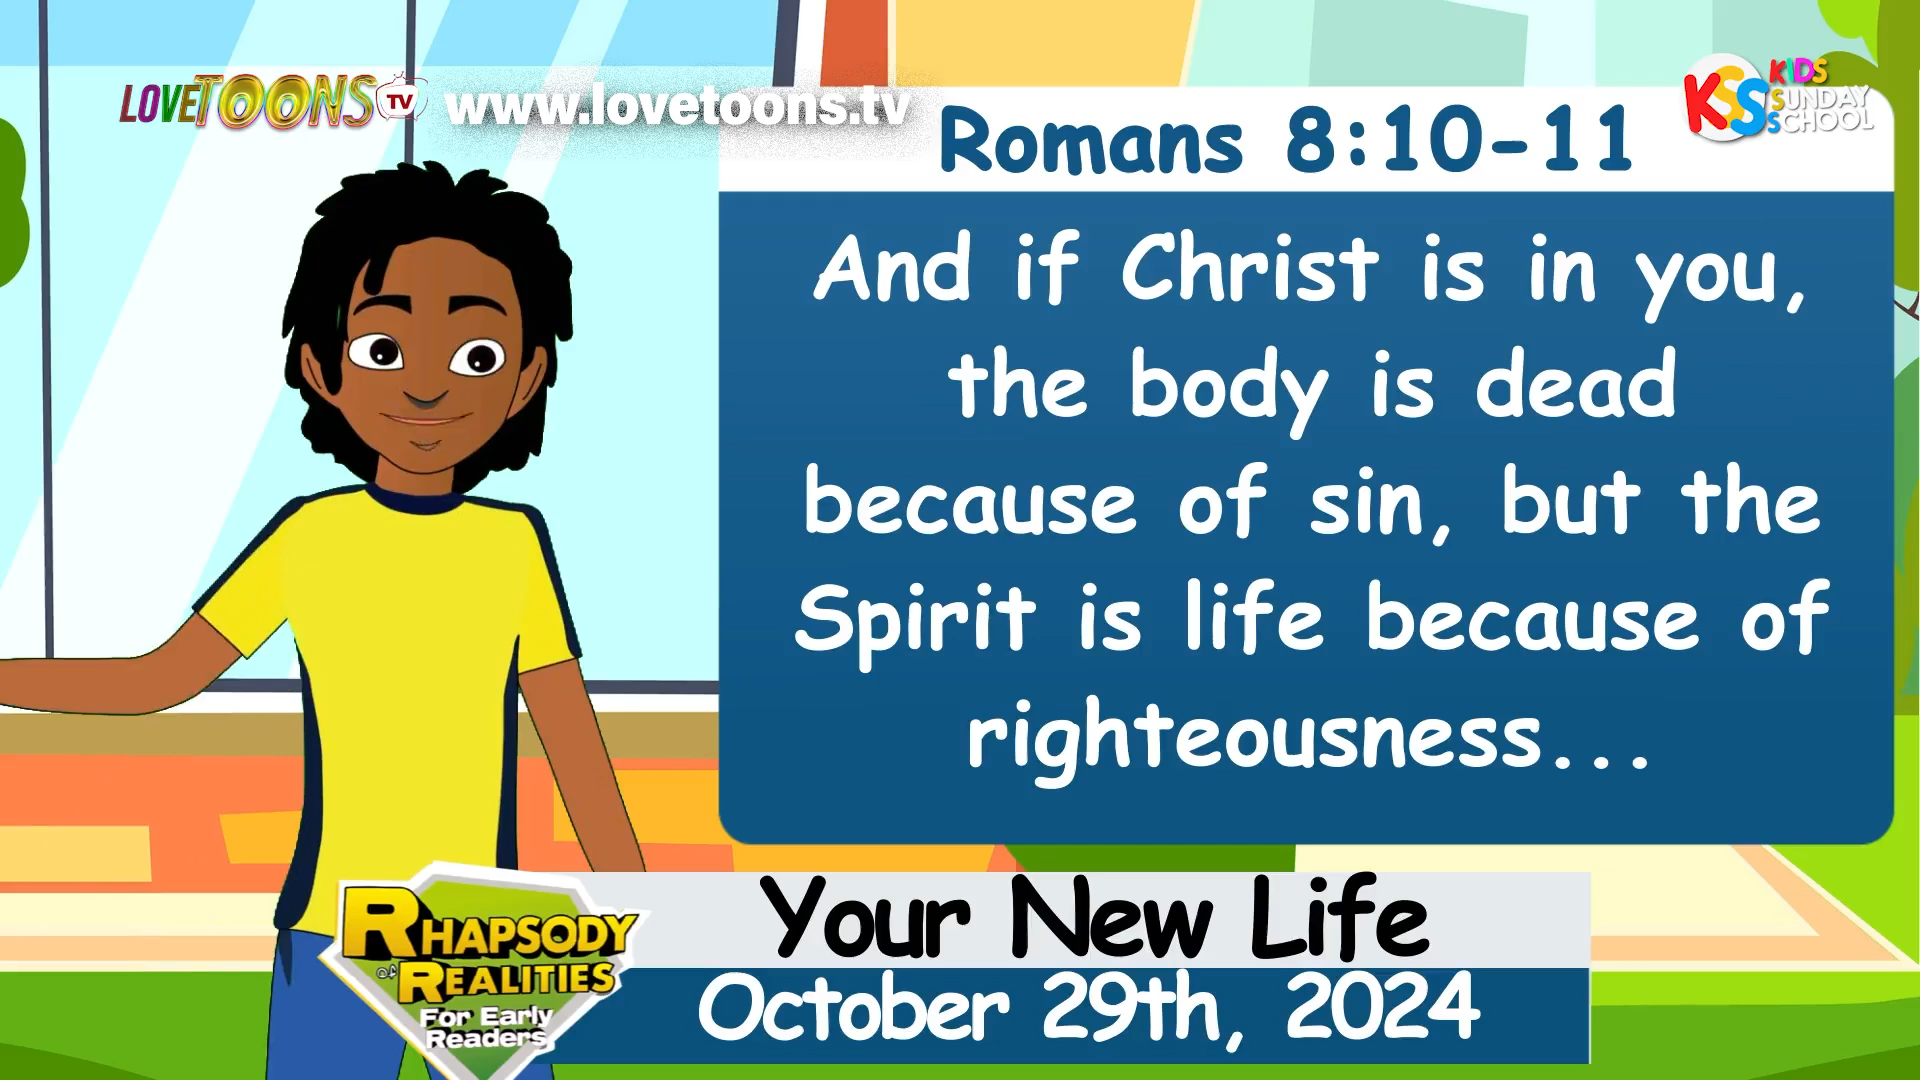 LOVETOONS TV www.lovetoons.tv
KSS KIDS SUNDAY SCHOOL
Romans 8:10-11
And if Christ is in you,
the body is dead
because of sin, but the
Spirit is life because of
righteousness...
RHAPSODY
OF REALITIES
For Early
Readers
Your New Life
October 29th, 2024